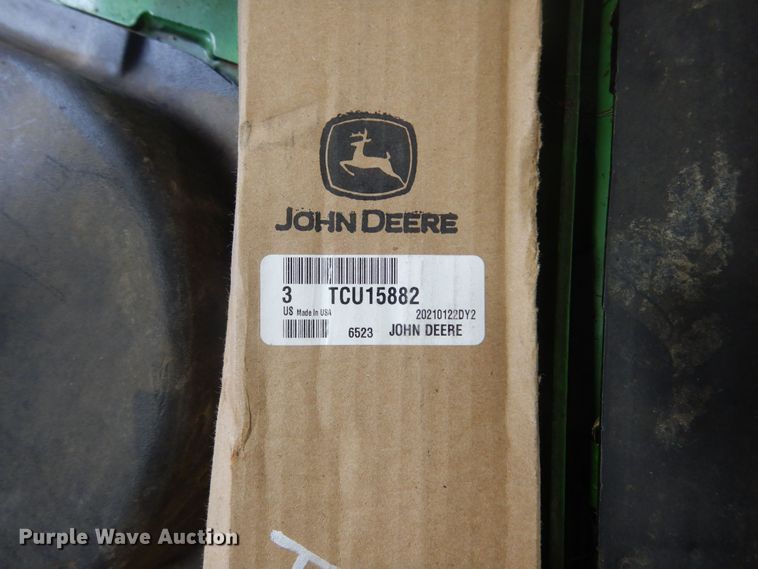 JOHN DEERE
3 TCU15882
US Made In USA 20210122DY2
6523 JOHN DEERE
Purple Wave Auction